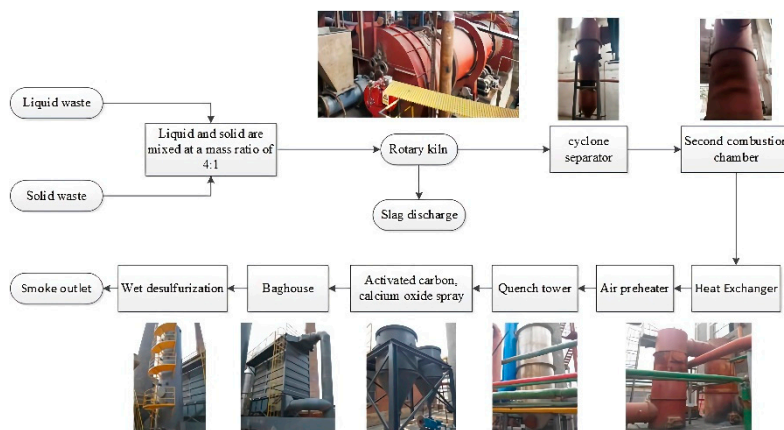 Liquid waste
Liquid and solid are
mixed at a mass ratio of
4:1
Solid waste
Rotary kiln
Slag discharge
cyclone
separator
Second combustion
chamber
Smoke outlet
Wet desulfurization
Baghouse
Activated carbon,
calcium oxide spray
Quench tower
Air preheater
Heat Exchanger